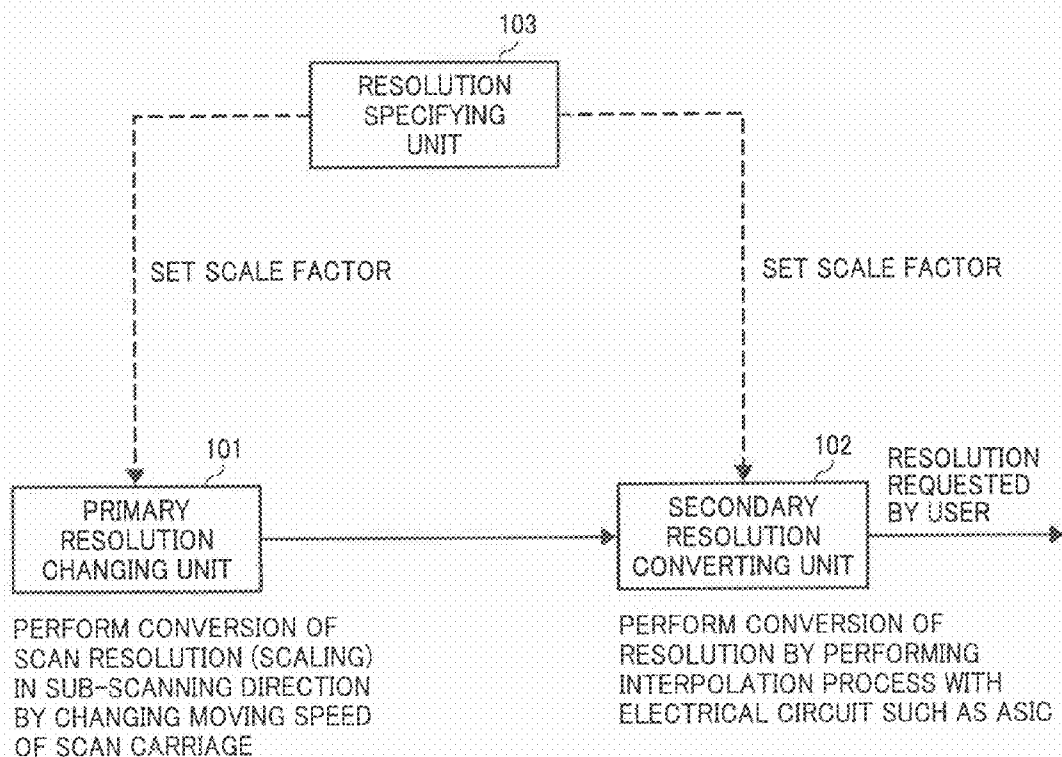 103
RESOLUTION
SPECIFYING
UNIT
SET SCALE FACTOR
SET SCALE FACTOR
101
PRIMARY
RESOLUTION
CHANGING UNIT
102
SECONDARY
RESOLUTION
CONVERTING UNIT
RESOLUTION
REQUESTED
BY USER
PERFORM CONVERSION OF
SCAN RESOLUTION (SCALING)
IN SUB-SCANNING DIRECTION
BY CHANGING MOVING SPEED
OF SCAN CARRIAGE
PERFORM CONVERSION OF
RESOLUTION BY PERFORMING
INTERPOLATION PROCESS WITH
ELECTRICAL CIRCUIT SUCH AS ASIC